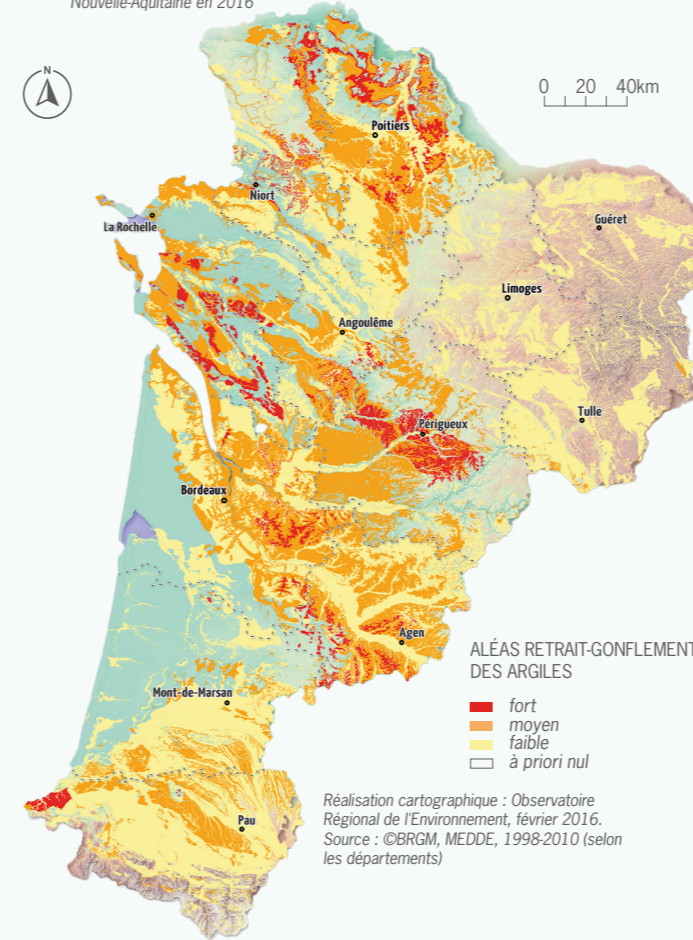 Nouvelle-Aquitaine en 2016
N
0 20 40km
Poitiers
Niort
La Rochelle
Guéret
Limoges
Angoulême
Tulle
Périgueux
Bordeaux
Agen
Mont-de-Marsan
Pau
ALÉAS RETRAIT-GONFLEMENT
DES ARGILES
fort
moyen
faible
à priori nul
Réalisation cartographique : Observatoire
Régional de l'Environnement, février 2016.
Source : ©BRGM, MEDDE, 1998-2010 (selon
les départements)